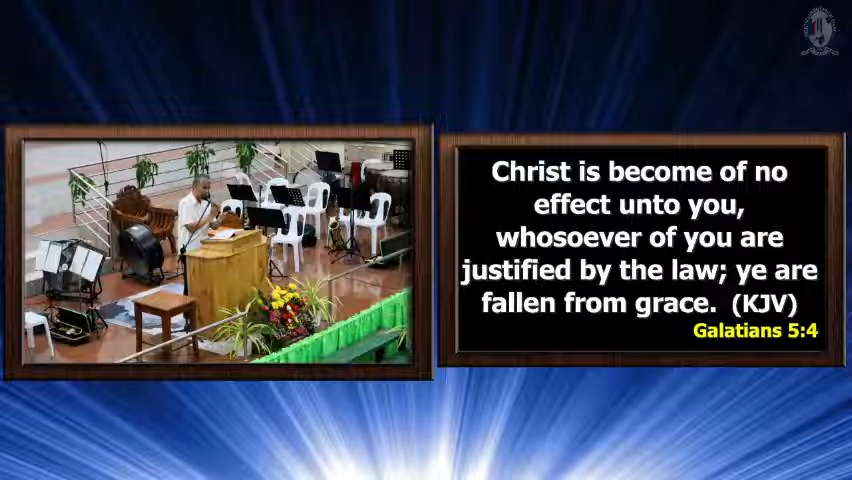 Christ is become of no
effect unto you,
whosoever of you are
justified by the law; ye are
fallen from grace. (KJV)
Galatians 5:4